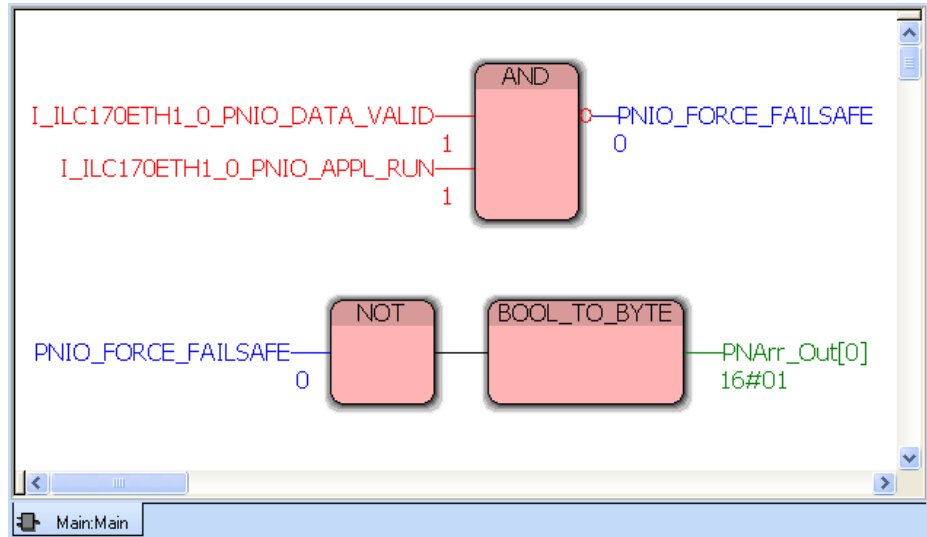 AND
I_ILC170ETH1_0_PNIO_DATA_VALID PNIO_FORCE_FAILSAFE
1 0
I_ILC170ETH1_0_PNIO_APPL_RUN
1
NOT BOOL_TO_BYTE
PNIO_FORCE_FAILSAFE PNArr_Out[0]
0 16#01
Main:Main